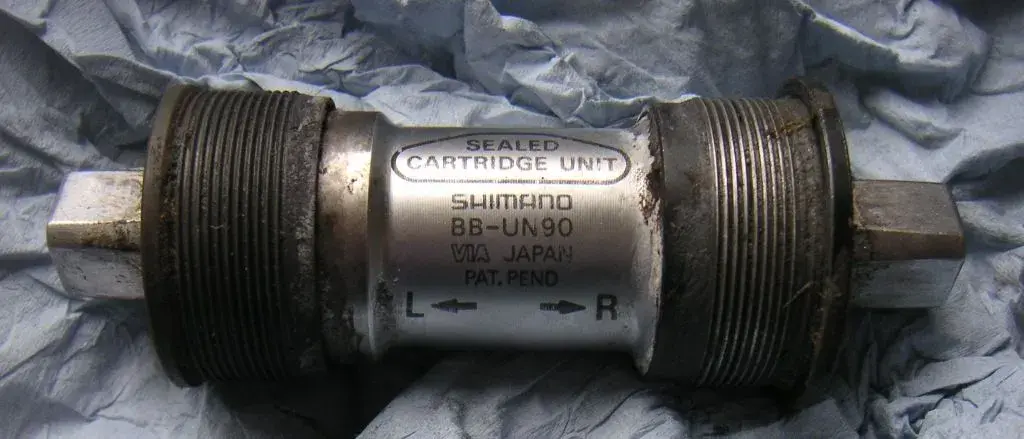 SEALED
CARTRIDGE UNIT
SHIMANO
BB-UN90
VIA JAPAN
PAT. PEND
L ← → R